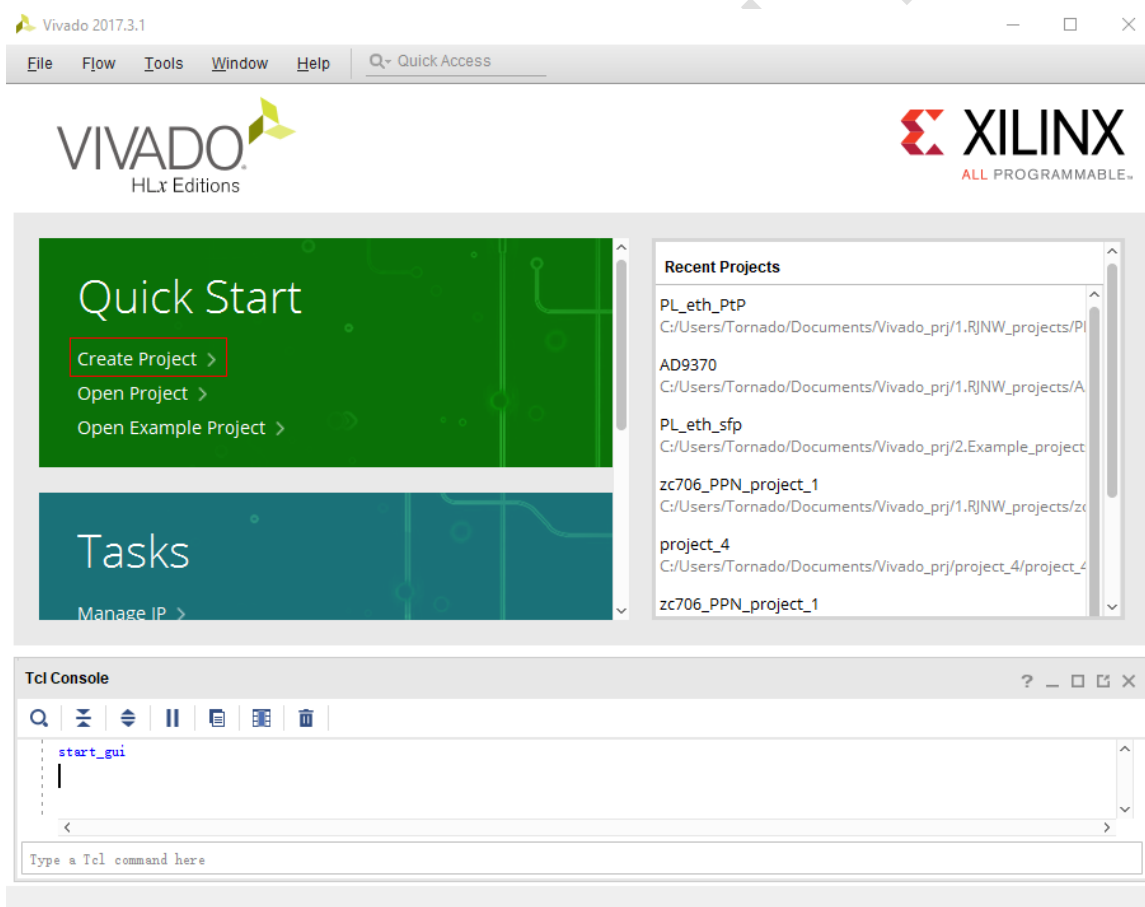 Vivado 2017.3.1
File Flow Tools Window Help Quick Access
VIVADO.
HLx Editions
XILINX
ALL PROGRAMMABLE™
Quick Start
Create Project >
Open Project >
Open Example Project >
Tasks
Manage IP >
Recent Projects
PL_eth_PtP
C:/Users/Tornado/Documents/Vivado_prj/1.RJNW_projects/Pl
AD9370
C:/Users/Tornado/Documents/Vivado_prj/1.RJNW_projects/A
PL_eth_sfp
C:/Users/Tornado/Documents/Vivado_prj/2.Example_project
zc706_PPN_project_1
C:/Users/Tornado/Documents/Vivado_prj/1.RJNW_projects/zc
project_4
C:/Users/Tornado/Documents/Vivado_prj/project_4/project_4
zc706_PPN_project_1
Tcl Console
start_gui
Type a Tcl command here